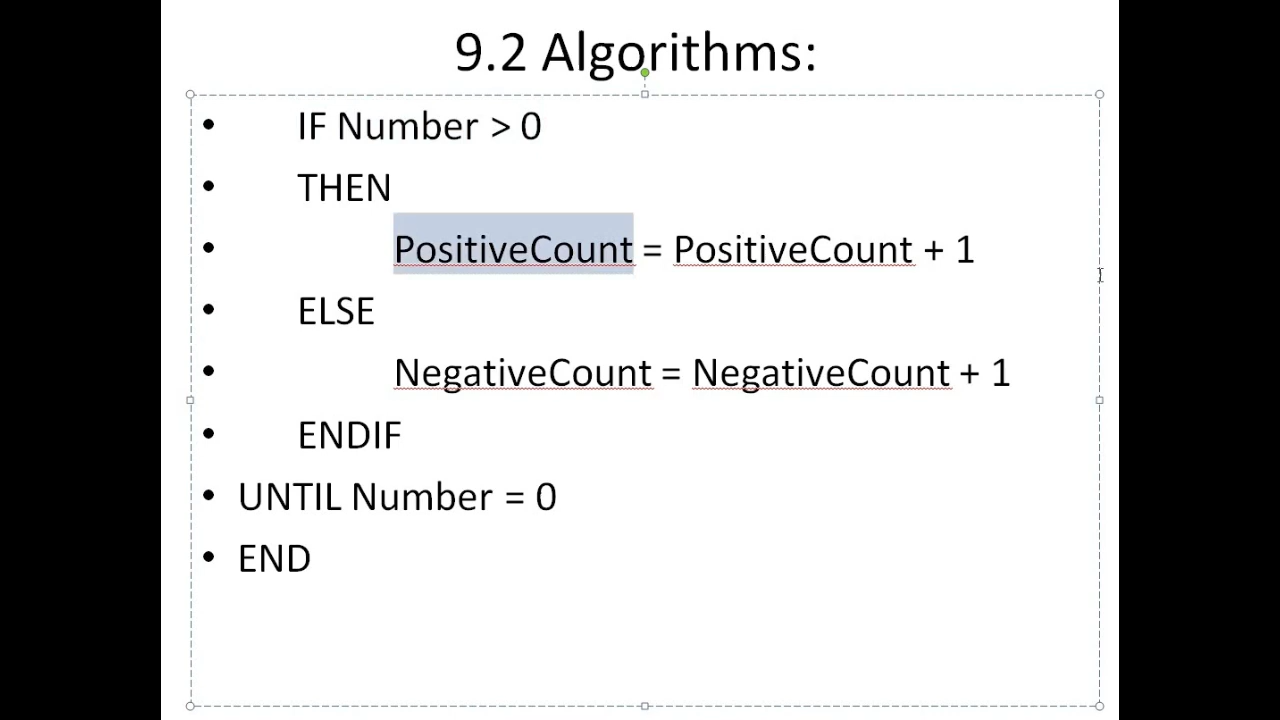 9.2 Algorithms:
• IF Number > 0
• THEN
• PositiveCount = PositiveCount + 1
• ELSE
• NegativeCount = NegativeCount + 1
• ENDIF
• UNTIL Number = 0
• END